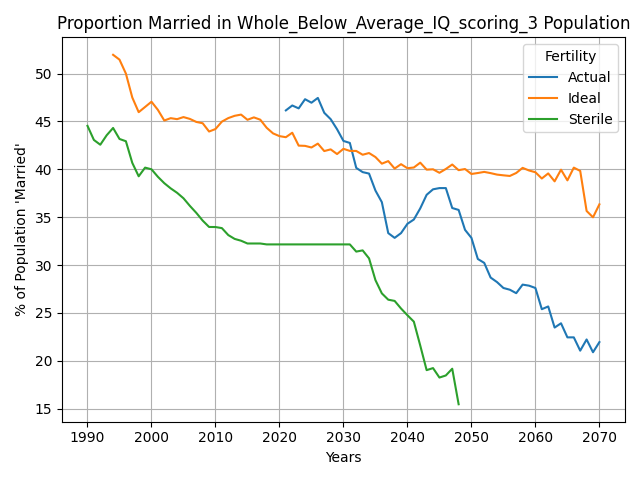 Proportion Married in Whole_Below_Average_IQ_scoring_3 Population
% of Population 'Married'
50
45
40
35
30
25
20
15
Fertility
Actual
Ideal
Sterile
1990 2000 2010 2020 2030 2040 2050 2060 2070
Years